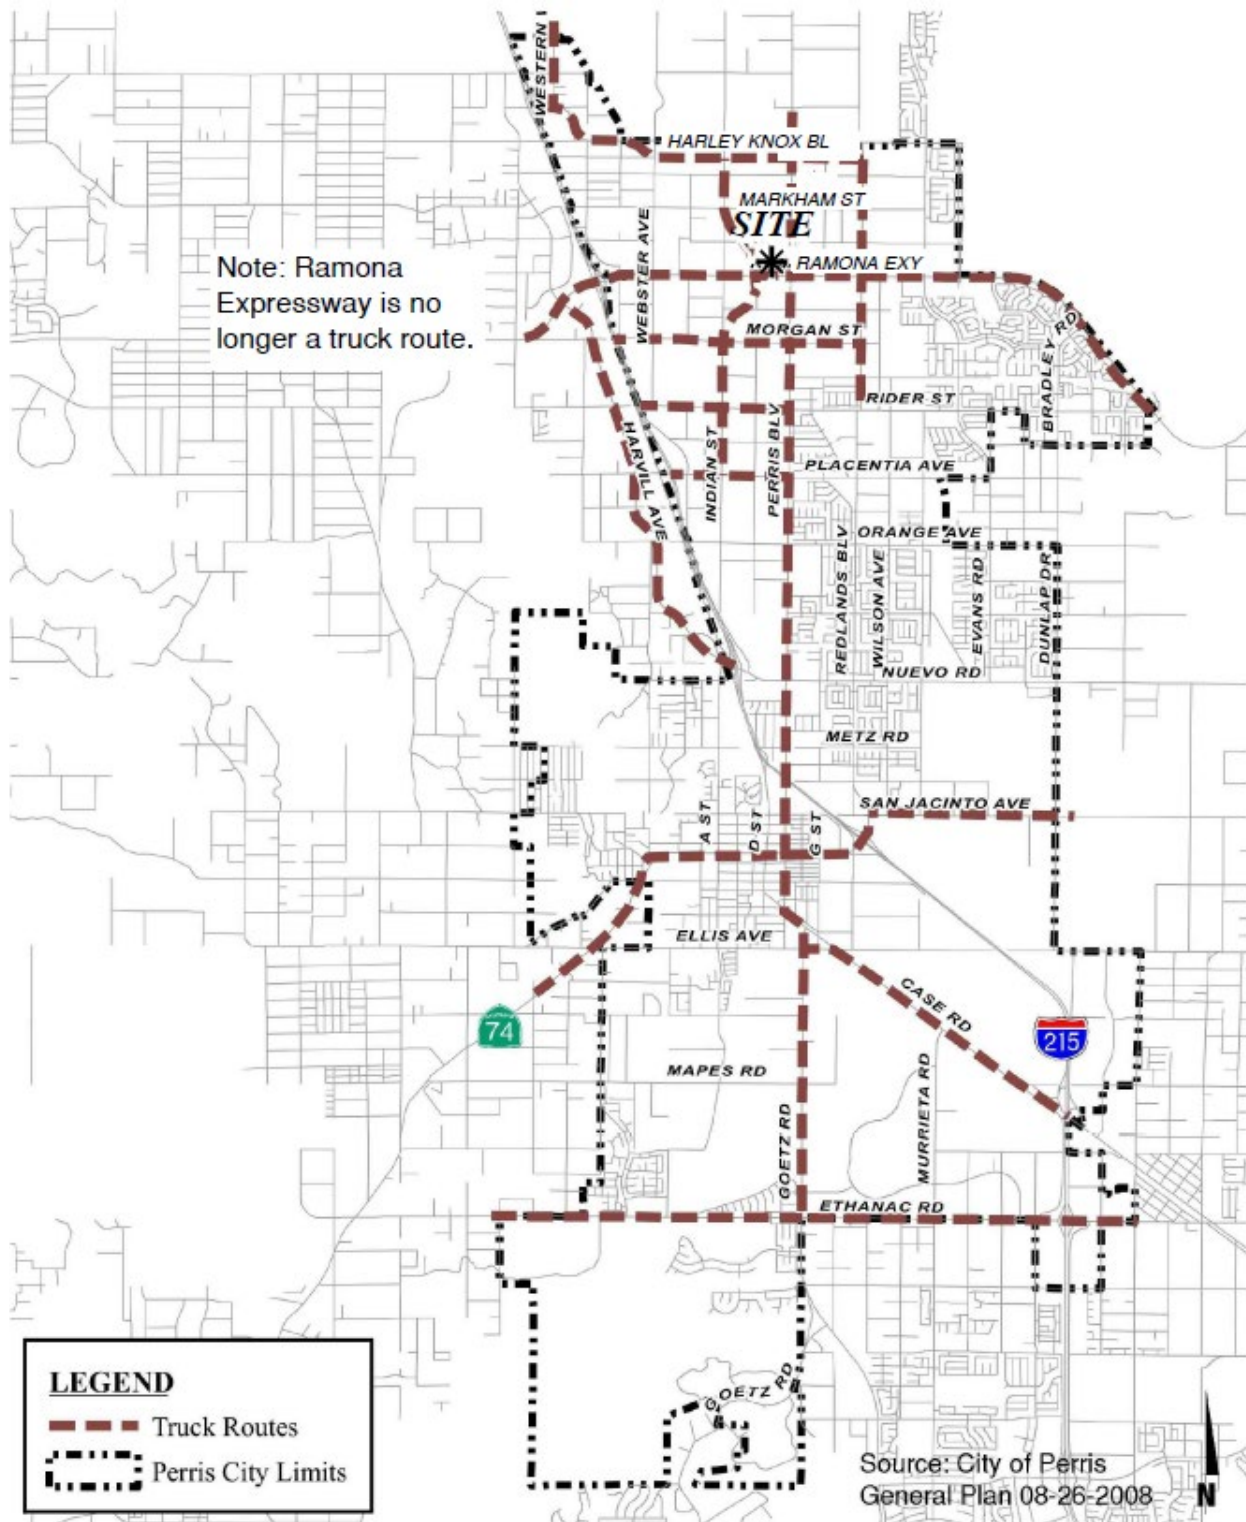 WESTERN
HARLEY KNOX BL
MARKHAM ST
SITE
RAMONA EXY
Note: Ramona
Expressway is no
longer a truck route.
WEBSTER AVE
MORGAN ST
BRADLEY RD
RIDER ST
HARVILL AVE
INDIAN ST
PERRIS BLV
PLACENTIA AVE
ORANGE AVE
REDLANDS BLV
WILSON AVE
EVANS RD
DUNLAP DR
NUEVO RD
METZ RD
SAN JACINTO AVE
A ST
D ST
G ST
ELLIS AVE
CASE RD
74
215
MAPES RD
MURRIETA RD
GOETZ RD
ETHANAC RD
GOETZ RD
LEGEND
Truck Routes
Perris City Limits
Source: City of Perris
General Plan 08-26-2008
N